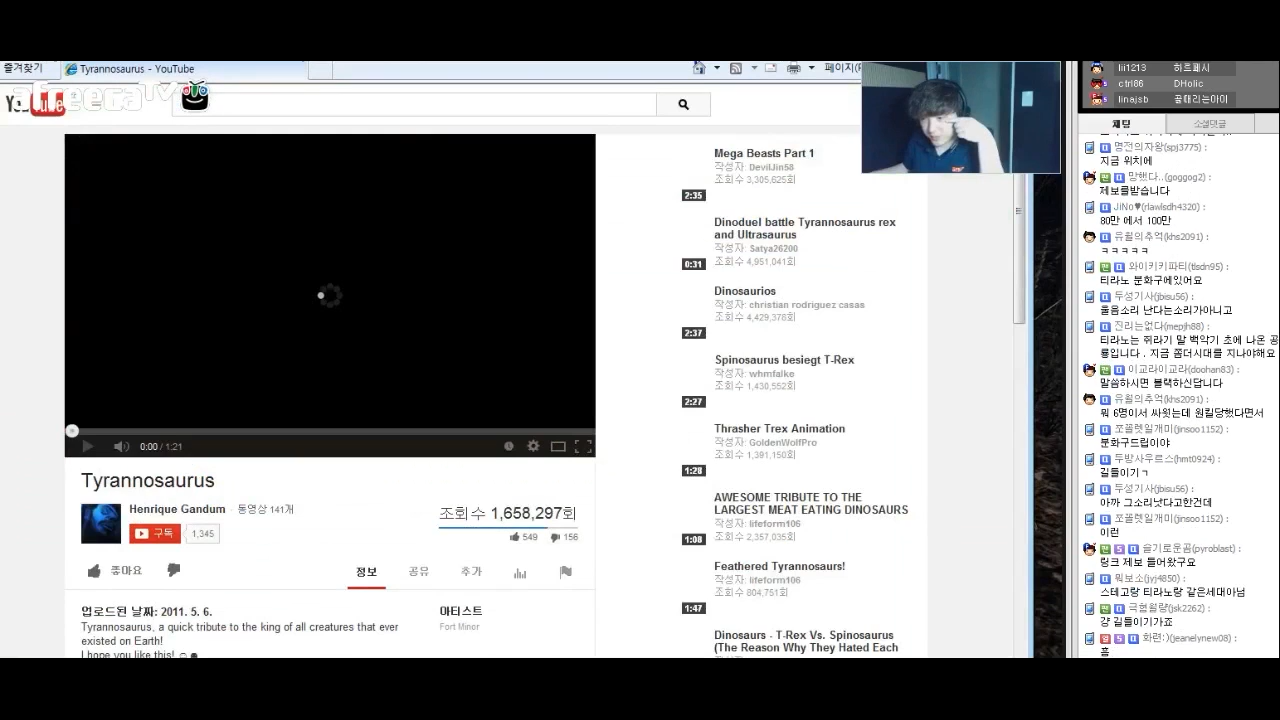 즐겨찾기
Tyrannosaurus - YouTube
페이지(P
afreecaTV
YouTube
Mega Beasts Part 1
작성자: DevilJin58
조회수 3,305,625회
2:35
Dinoduel battle Tyrannosaurus rex
and Ultrasaurus
작성자: Satya26200
조회수 4,951,041회
0:31
Dinosaurios
작성자: christian rodriguez casas
조회수 4,429,378회
2:37
Spinosaurus besiegt T-Rex
작성자: whmfalke
조회수 1,430,552회
2:27
Thrasher Trex Animation
작성자: GoldenWolfPro
조회수 1,391,150회
1:28
AWESOME TRIBUTE TO THE
LARGEST MEAT EATING DINOSAURS
작성자: lifeform106
조회수 2,357,035회
1:08
Feathered Tyrannosaurs!
작성자: lifeform106
조회수 804,751회
1:47
Dinosaurs - T-Rex Vs. Spinosaurus
(The Reason Why They Hated Each
0:00 / 1:21
Tyrannosaurus
Henrique Gandum 동영상 141개
구독 1,345
조회수 1,658,297회
549 156
좋아요
정보 공유 추가
업로드된 날짜: 2011. 5. 6.
Tyrannosaurus, a quick tribute to the king of all creatures that ever
existed on Earth!
I hope you like this!
아티스트
Fort Minor
lii1213 히르페시
ctrl86 DHolic
linajsb 꿈때리는아이
채팅 소셜댓글
명전의자왕(spj3775) :
지금 위치에
망했다..(goggog2) :
제보를받습니다
JiNo♥(rlawlsdh4320) :
80만 에서 100만
유월의추억(khs2091) :
ㅋㅋㅋㅋㅋ
와이키키파티(tlsdn95) :
티라노 분화구에있어요
두성기사(jbisu56) :
울음소리 난다는소리가아니고
진리는없다(mepjh88) :
티라노는 쥐라기 말 백악기 초에 나온 공
룡입니다 . 지금 쫌더시대를 지나야해요
이교라이교라(doohan83) :
말씀하시면 블랙하신답니다
유월의추억(khs2091) :
뭐 6명이서 싸웟는데 원킬당했다면서
쪼꼴렛일개미(jinsoo1152) :
분화구드립이야
두방사우르스(hmt0924) :
길들이기ㄱ
두성기사(jbisu56) :
아까 그소리낫다고한건데
쪼꼴렛일개미(jinsoo1152) :
이런
슬기로운곰(pyroblast) :
링크 제보 들어왔구요
뭐보소(jyj4850) :
스테고랑 티라노랑 같은세대아님
극혐월량(jsk2262) :
걍 길들이기가죠
화련:)(jeanelynew08) :
흠